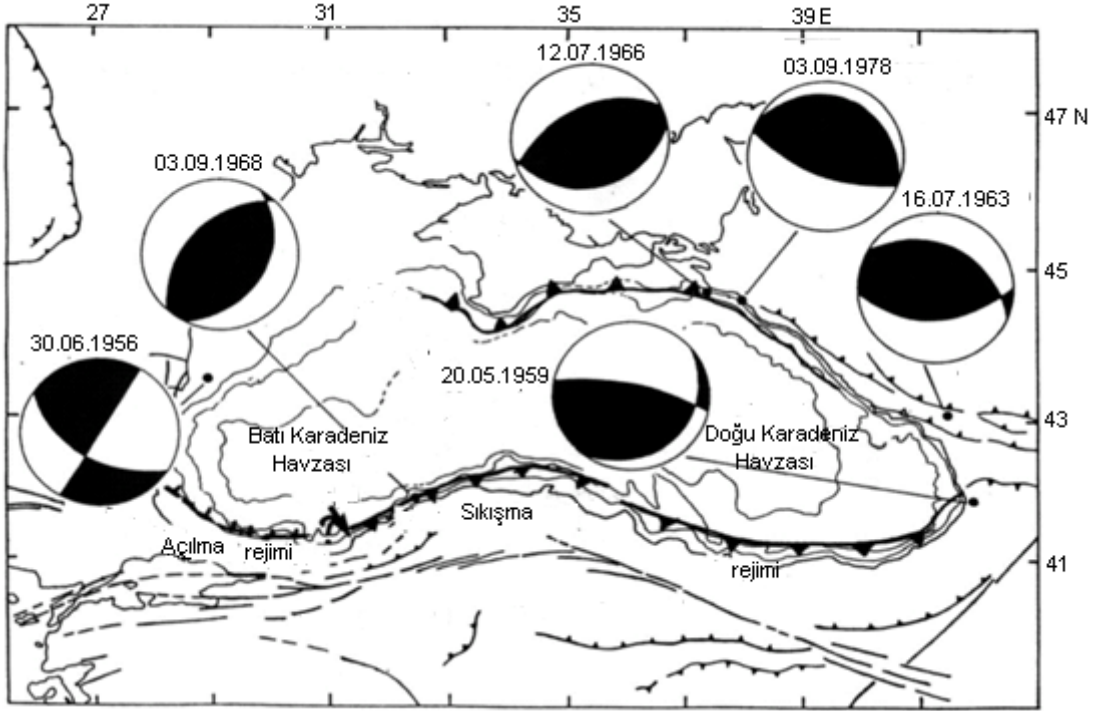 27
31
35
39 E
12.07.1966
03.09.1978
47 N
03.09.1968
16.07.1963
45
30.06.1956
20.05.1959
43
Batı Karadeniz
Havzası
Doğu Karadeniz
Havzası
Sıkışma
Açılma rejimi
rejimi
41